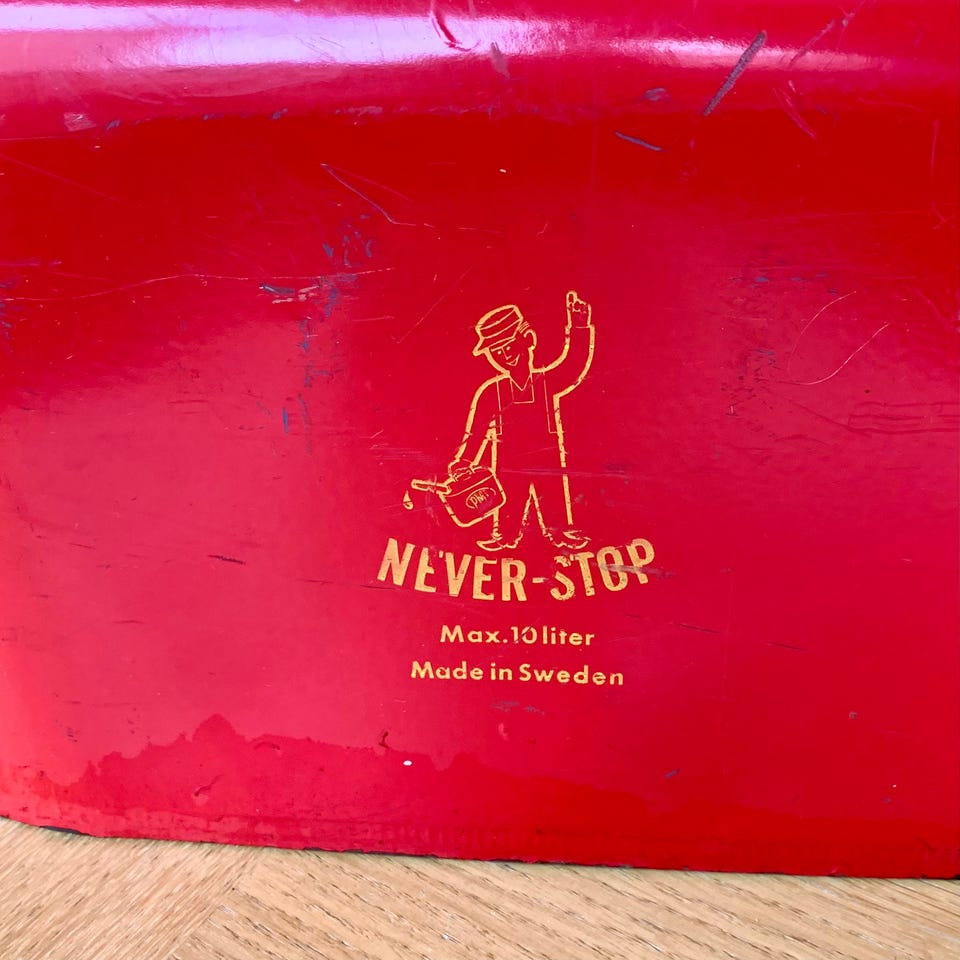 NEVER-STOP
Max. 10 liter
Made in Sweden